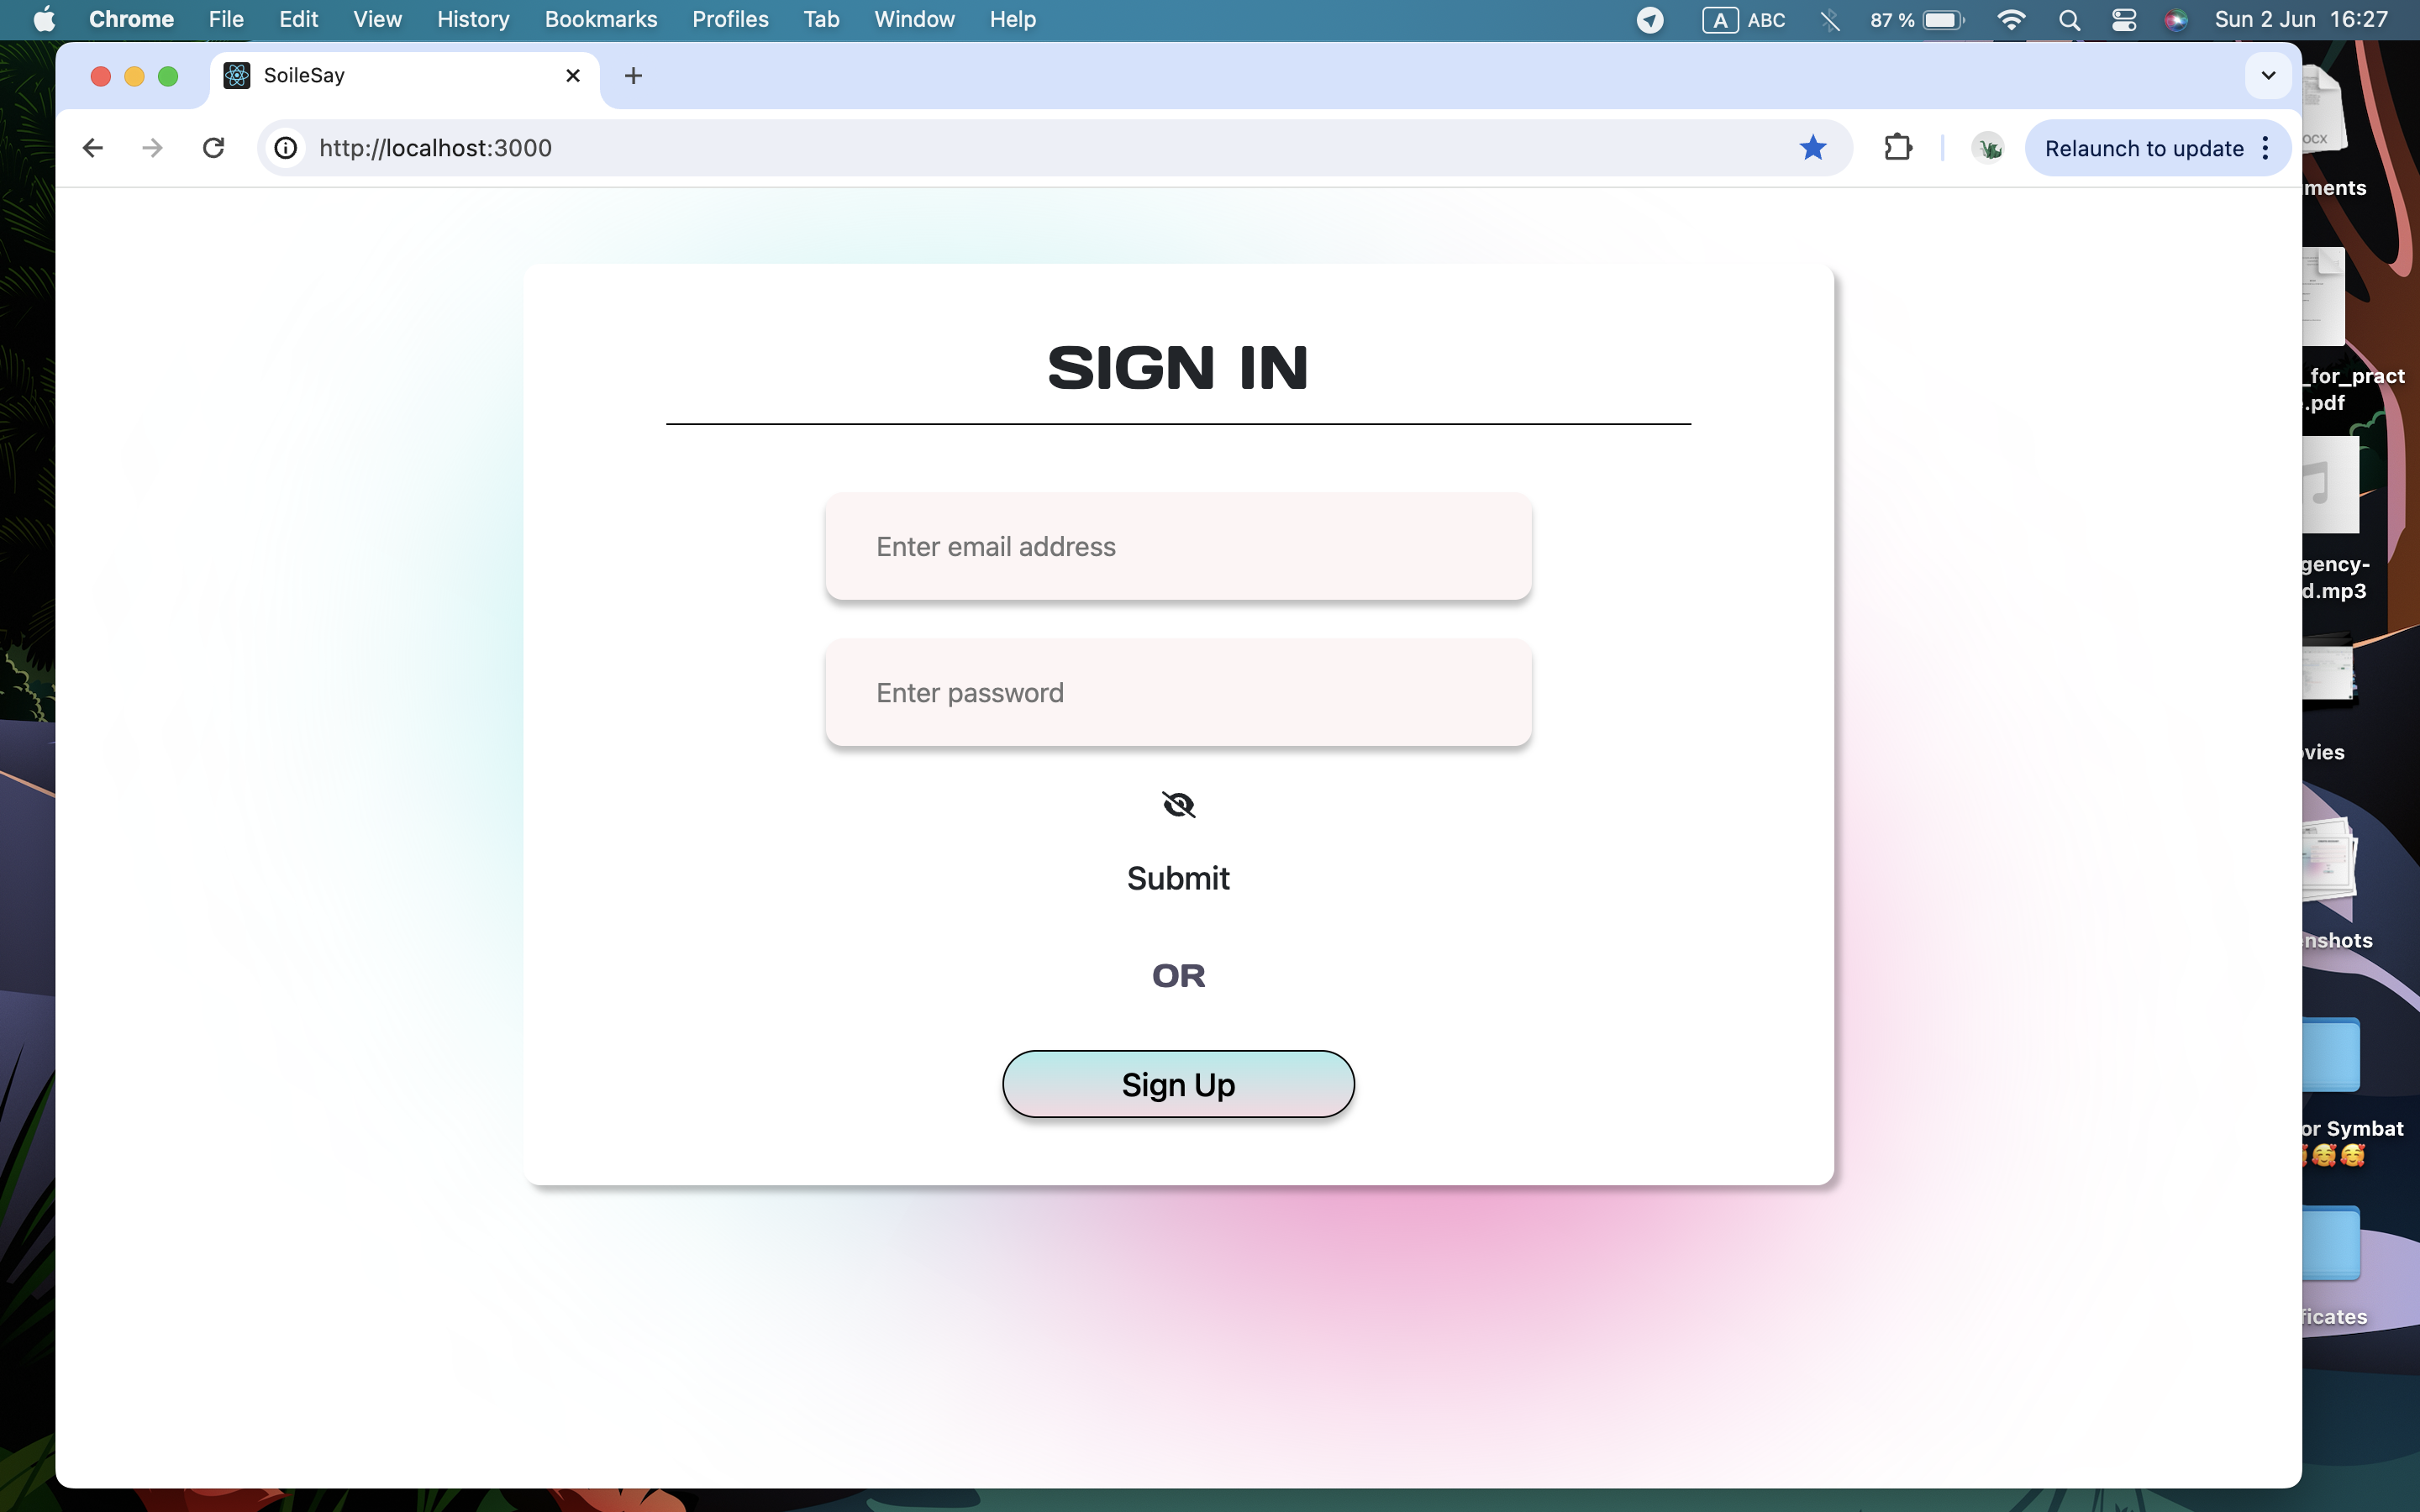 Chrome File Edit View History Bookmarks Profiles Tab Window Help A ABC 87 % Sun 2 Jun 16:27
SoileSay
http://localhost:3000 Relaunch to update
OCX
ments
SIGN IN
_for_pract
.pdf
Enter email address
gency-
d.mp3
Enter password
vies
Submit
nshots
OR
Sign Up
or Symbat
🥰🥰
ficates